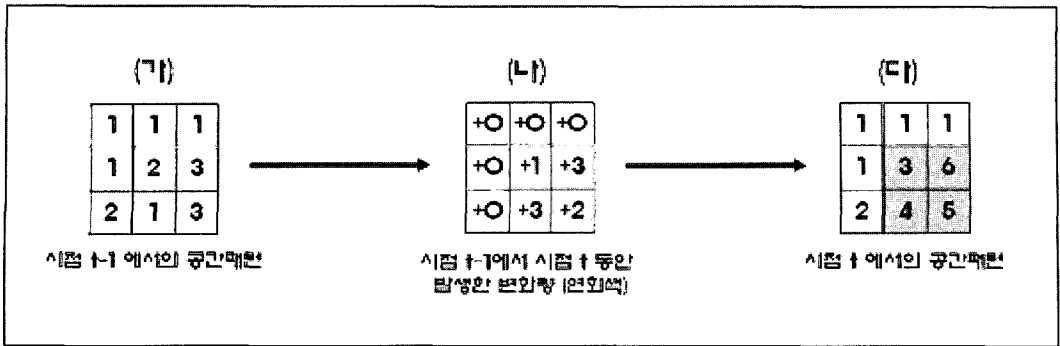 (가) (나) (다)
1 1 1 +0 +0 +0 1 1 1
1 2 3 +0 +1 +3 1 3 6
2 1 3 +0 +3 +2 2 4 5
시점 t-1 에서의 공간패턴 시점 t-1에서 시점 t 동안 시점 t 에서의 공간패턴
발생한 변화량 (연회색)